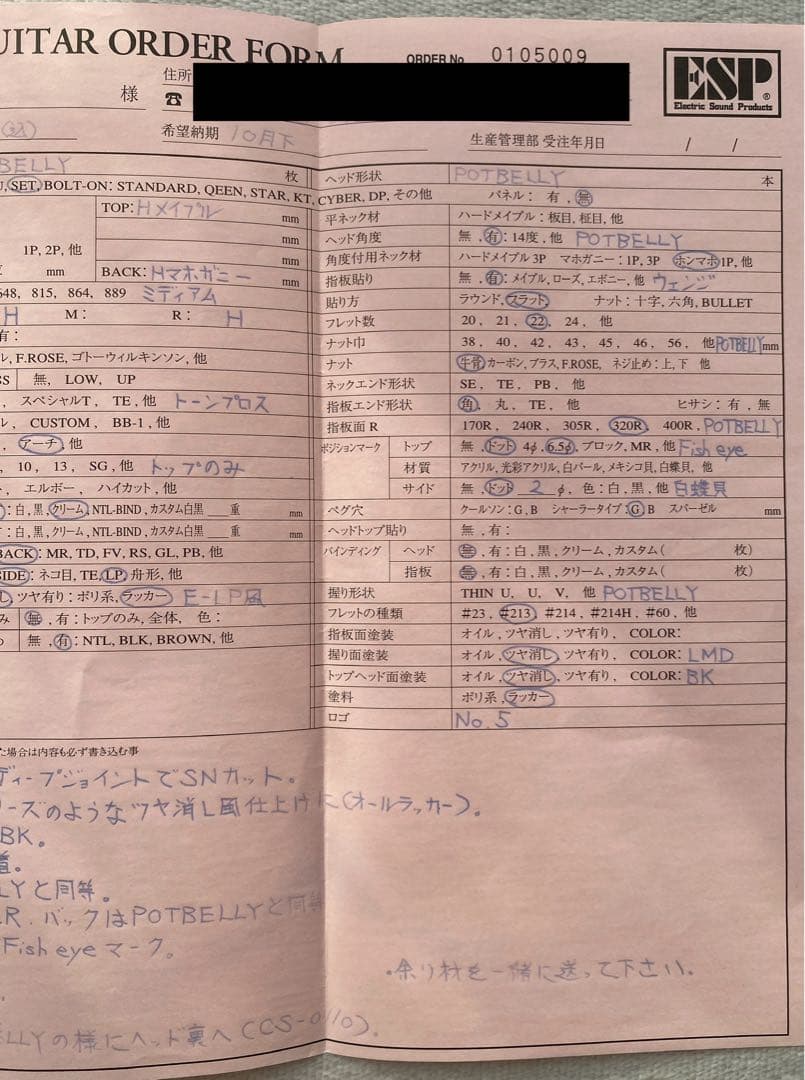 UITAR ORDER FORM
ORDER No 0105009
ESP®
Electric Sound Products
様
住所
☎
希望納期 10月下
生産管理部 受注年月日 / /
BELLY
枚
, SET, BOLT-ON: STANDARD, QEEN, STAR, KT, CYBER, DP, その他
TOP: Hメイプル
mm
mm
1P, 2P, 他
mm
mm
BACK: Hマホガニー
mm
648, 815, 864, 889 ミディアム
H M: R: H
有:
ル, F.ROSE, ゴトーウィルキンソン, 他
SS 無, LOW, UP
, スペシャルT, TE, 他 トーンプロス
ル, CUSTOM, BB-1, 他
アーチ, 他
, 10, 13, SG, 他 トップのみ
ト, エルボー, ハイカット, 他
: 白, 黒, クリーム, NTL-BIND, カスタム白黒 重 mm
: 白, 黒, クリーム, NTL-BIND, カスタム白黒 重 mm
BACK: MR, TD, FV, RS, GL, PB, 他
SIDE: ネコ目, TE, LP, 舟形, 他
し, ツヤ有り: ポリ系, ラッカー E-LP風
み 無, 有: トップのみ, 全体, 色:
無, 有: NTL, BLK, BROWN, 他
ヘッド形状 POTBELLY 本
パネル: 有, 無
平ネック材 ハードメイプル: 板目, 柾目, 他
ヘッド角度 無, 有: 14度, 他 POTBELLY
角度付用ネック材 ハードメイプル 3P マホガニー: 1P, 3P ホンマホ1P, 他
指板貼り 無, 有: メイプル, ローズ, エボニー, 他 ウェンジ
貼り方 ラウンド, フラット ナット: 十字, 六角, BULLET
フレット数 20, 21, 22, 24, 他
ナット巾 38, 40, 42, 43, 45, 46, 56, 他POTBELLYmm
ナット 牛骨 カーボン, ブラス, F.ROSE, ネジ止め: 上, 下 他
ネックエンド形状 SE, TE, PB, 他
指板エンド形状 角, 丸, TE, 他 ヒサシ: 有, 無
指板面 R 170R, 240R, 305R, 320R, 400R, POTBELLY
ポジションマーク トップ 無, ドット 4φ, 6.5φ, ブロック, MR, 他 Fish eye
材質 アクリル, 光彩アクリル, 白パール, メキシコ貝, 白蝶貝, 他
サイド 無, ドット 2 φ, 色: 白, 黒, 他 白蝶貝
ペグ穴 クールソン: G, B シャーラータイプ: G B スパーゼル mm
ヘッドトップ貼り 無, 有:
バインディング ヘッド 無, 有: 白, 黒, クリーム, カスタム( 枚)
指板 無, 有: 白, 黒, クリーム, カスタム( 枚)
握り形状 THIN U, U, V, 他 POTBELLY
フレットの種類 #23, #213, #214, #214H, #60, 他
指板面塗装 オイル, ツヤ消し, ツヤ有り, COLOR:
握り面塗装 オイル, ツヤ消し, ツヤ有り, COLOR: LMD
トップヘッド面塗装 オイル, ツヤ消し, ツヤ有り, COLOR: BK
塗料 ポリ系, ラッカー
ロゴ No. 5
た場合は内容も必ず書き込む事
ディープジョイントでSNカット。
リーズのようなツヤ消し風仕上げに(オールラッカー)。
BK。
LYと同等。
R. バックはPOTBELLYと同等
Fish eyeマーク。
・余り材を一緒に送って下さい。
BELLYの様にヘッド裏へ(CCS-0110).